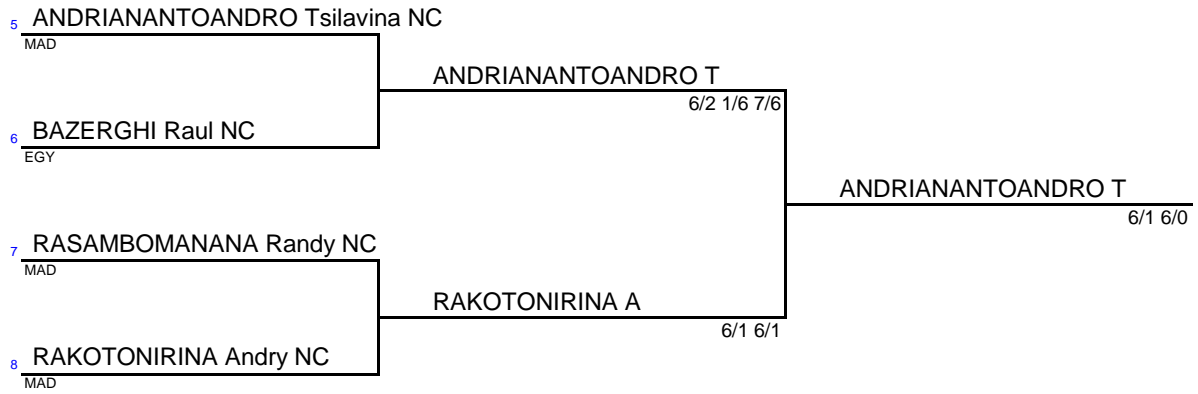 5 ANDRIANANTOANDRO Tsilavina NC
MAD
ANDRIANANTOANDRO T
6/2 1/6 7/6
6 BAZERGHI Raul NC
EGY
ANDRIANANTOANDRO T
6/1 6/0
7 RASAMBOMANANA Randy NC
MAD
RAKOTONIRINA A
6/1 6/1
8 RAKOTONIRINA Andry NC
MAD